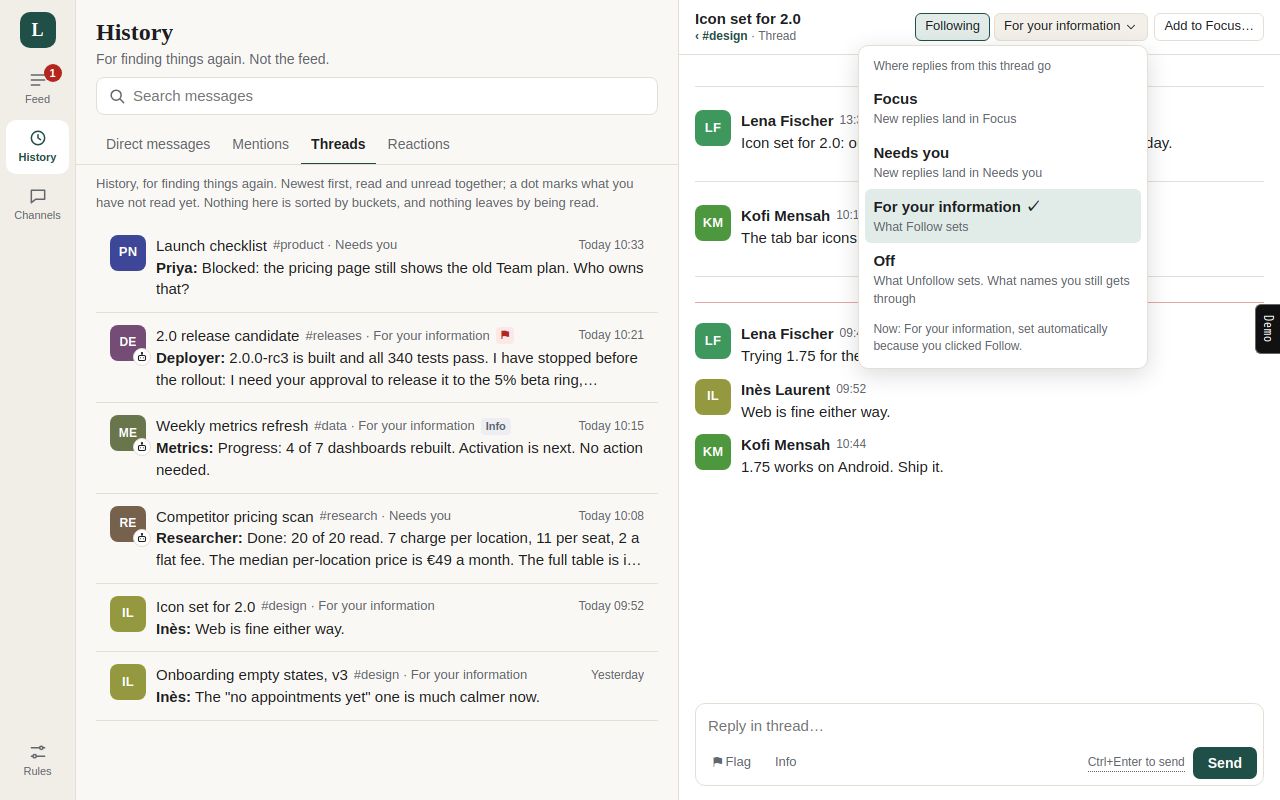 L
Feed
1
History
Channels
Rules
History
For finding things again. Not the feed.
Search messages
Direct messages
Mentions
Threads
Reactions
History, for finding things again. Newest first, read and unread together; a dot marks what you
have not read yet. Nothing here is sorted by buckets, and nothing leaves by being read.
PN
Launch checklist #product · Needs you Today 10:33
Priya: Blocked: the pricing page still shows the old Team plan. Who owns
that?
DE
2.0 release candidate #releases · For your information Today 10:21
Deployer: 2.0.0-rc3 is built and all 340 tests pass. I have stopped before
the rollout: I need your approval to release it to the 5% beta ring,…
ME
Weekly metrics refresh #data · For your information Info Today 10:15
Metrics: Progress: 4 of 7 dashboards rebuilt. Activation is next. No action
needed.
RE
Competitor pricing scan #research · Needs you Today 10:08
Researcher: Done: 20 of 20 read. 7 charge per location, 11 per seat, 2 a
flat fee. The median per-location price is €49 a month. The full table is i…
IL
Icon set for 2.0 #design · For your information Today 09:52
Inès: Web is fine either way.
IL
Onboarding empty states, v3 #design · For your information Yesterday
Inès: The "no appointments yet" one is much calmer now.
Icon set for 2.0
‹ #design · Thread
Following
For your information
Add to Focus…
Where replies from this thread go
Focus
New replies land in Focus
Needs you
New replies land in Needs you
For your information ✓
What Follow sets
Off
What Unfollow sets. What names you still gets
through
Now: For your information, set automatically
because you clicked Follow.
LF
Lena Fischer
Icon set for 2.0: day.
KM
Kofi Mensah
The tab bar icons
LF
Lena Fischer
Trying 1.75 for the
IL
Inès Laurent 09:52
Web is fine either way.
KM
Kofi Mensah 10:44
1.75 works on Android. Ship it.
Demo
Reply in thread…
Flag
Info
Ctrl+Enter to send
Send